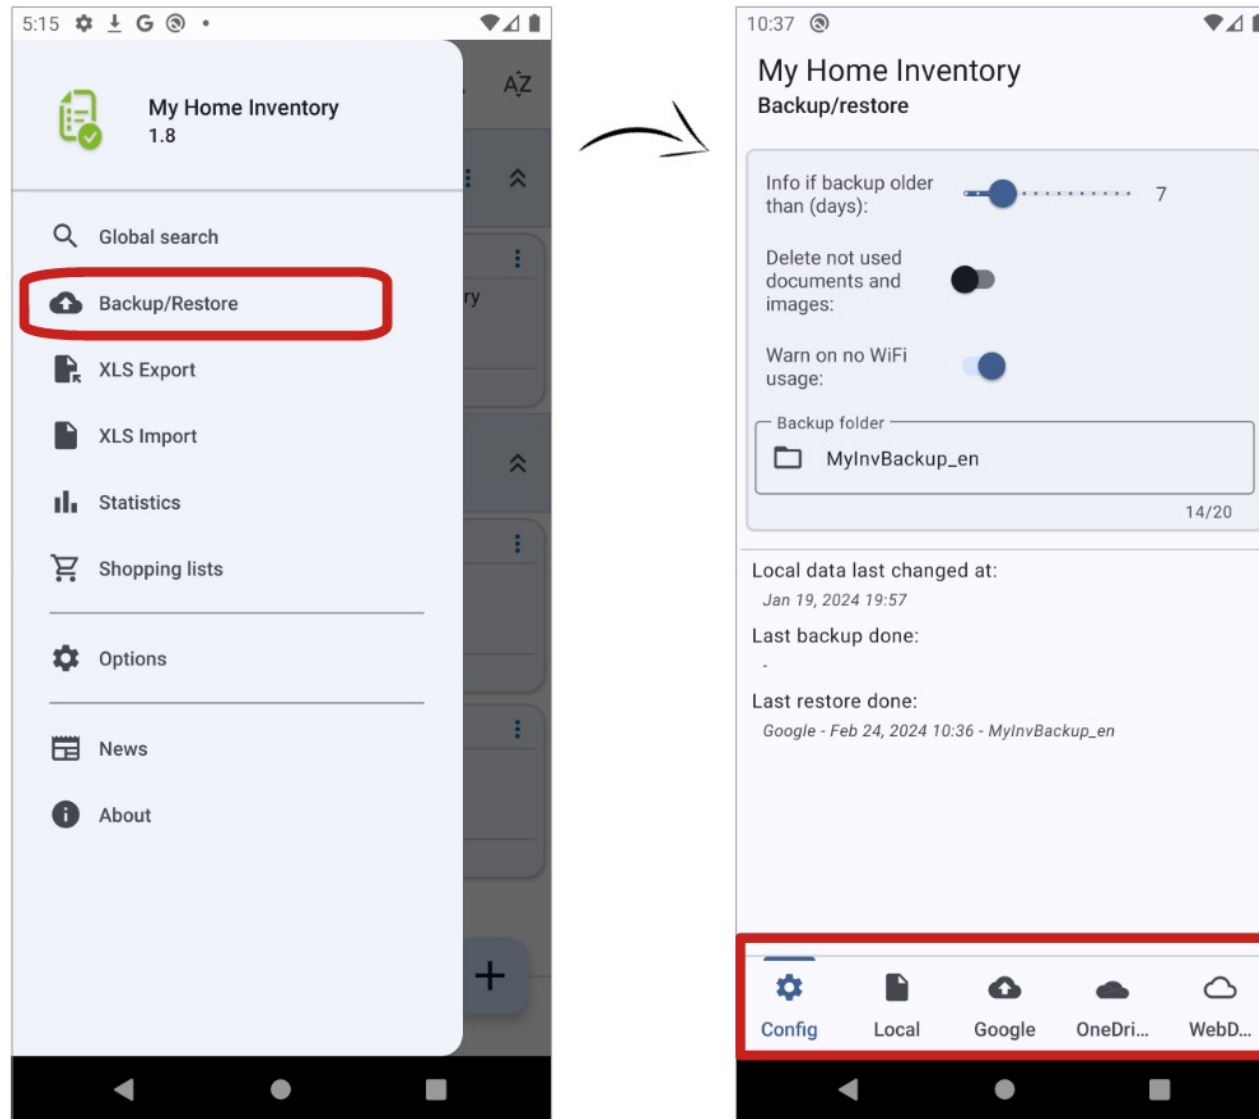 5:15
My Home Inventory
1.8
Global search
Backup/Restore
XLS Export
XLS Import
Statistics
Shopping lists
Options
News
About
AZ
ry
10:37
My Home Inventory
Backup/restore
Info if backup older
than (days):
7
Delete not used
documents and
images:
Warn on no WiFi
usage:
Backup folder
MyInvBackup_en
14/20
Local data last changed at:
Jan 19, 2024 19:57
Last backup done:
-
Last restore done:
Google - Feb 24, 2024 10:36 - MyInvBackup_en
Config
Local
Google
OneDri...
WebD...